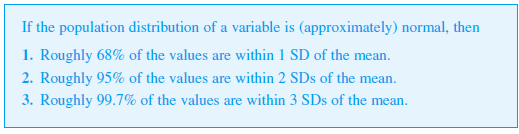 If the population distribution of a variable is (approximately) normal, then
1. Roughly 68% of the values are within 1 SD of the mean.
2. Roughly 95% of the values are within 2 SDs of the mean.
3. Roughly 99.7% of the values are within 3 SDs of the mean.